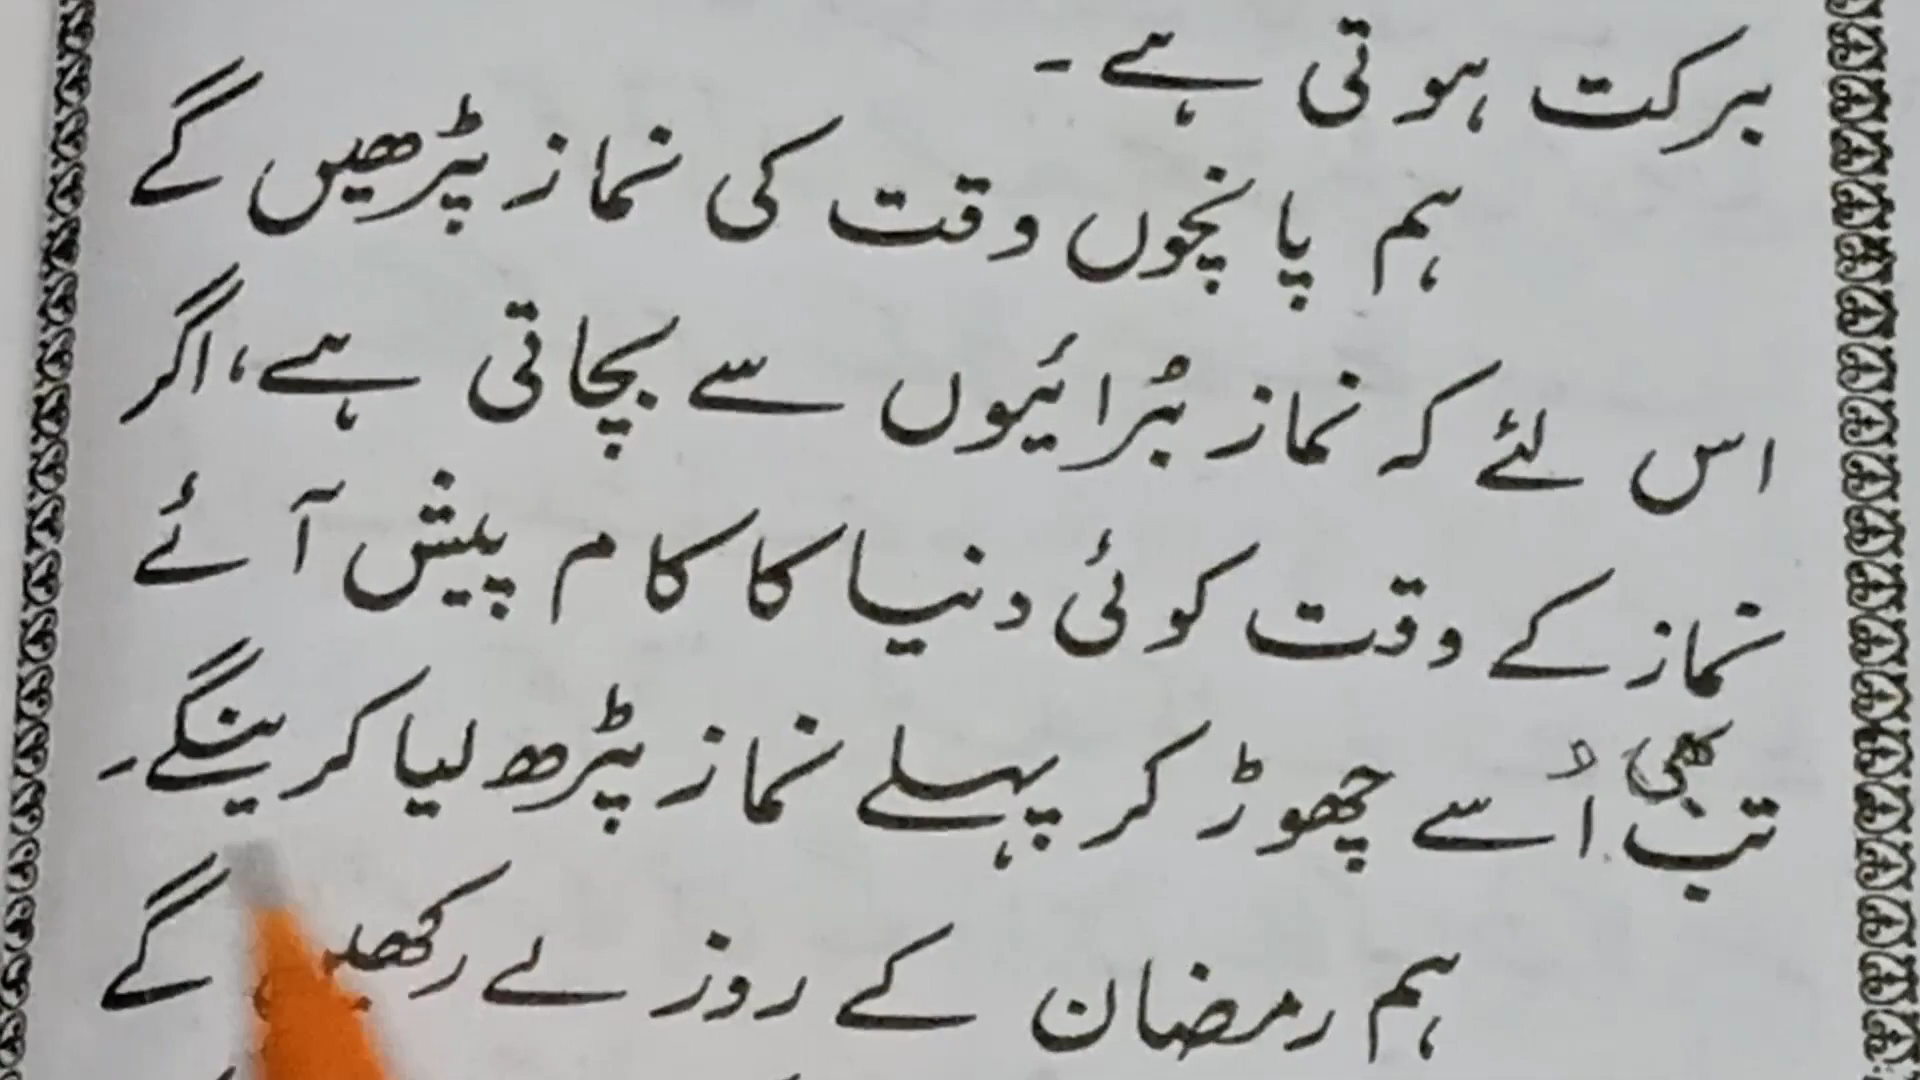 برکت ہوتی ہے۔
ہم پانچوں وقت کی نماز پڑھیں گے
اس لئے کہ نماز بُرائیوں سے بچاتی ہے، اگر
نماز کے وقت کوئی دنیا کا کام پیش آئے
تب بھی اُسے چھوڑ کر پہلے نماز پڑھ لیا کرینگے۔
ہم رمضان کے روزے رکھیں گے